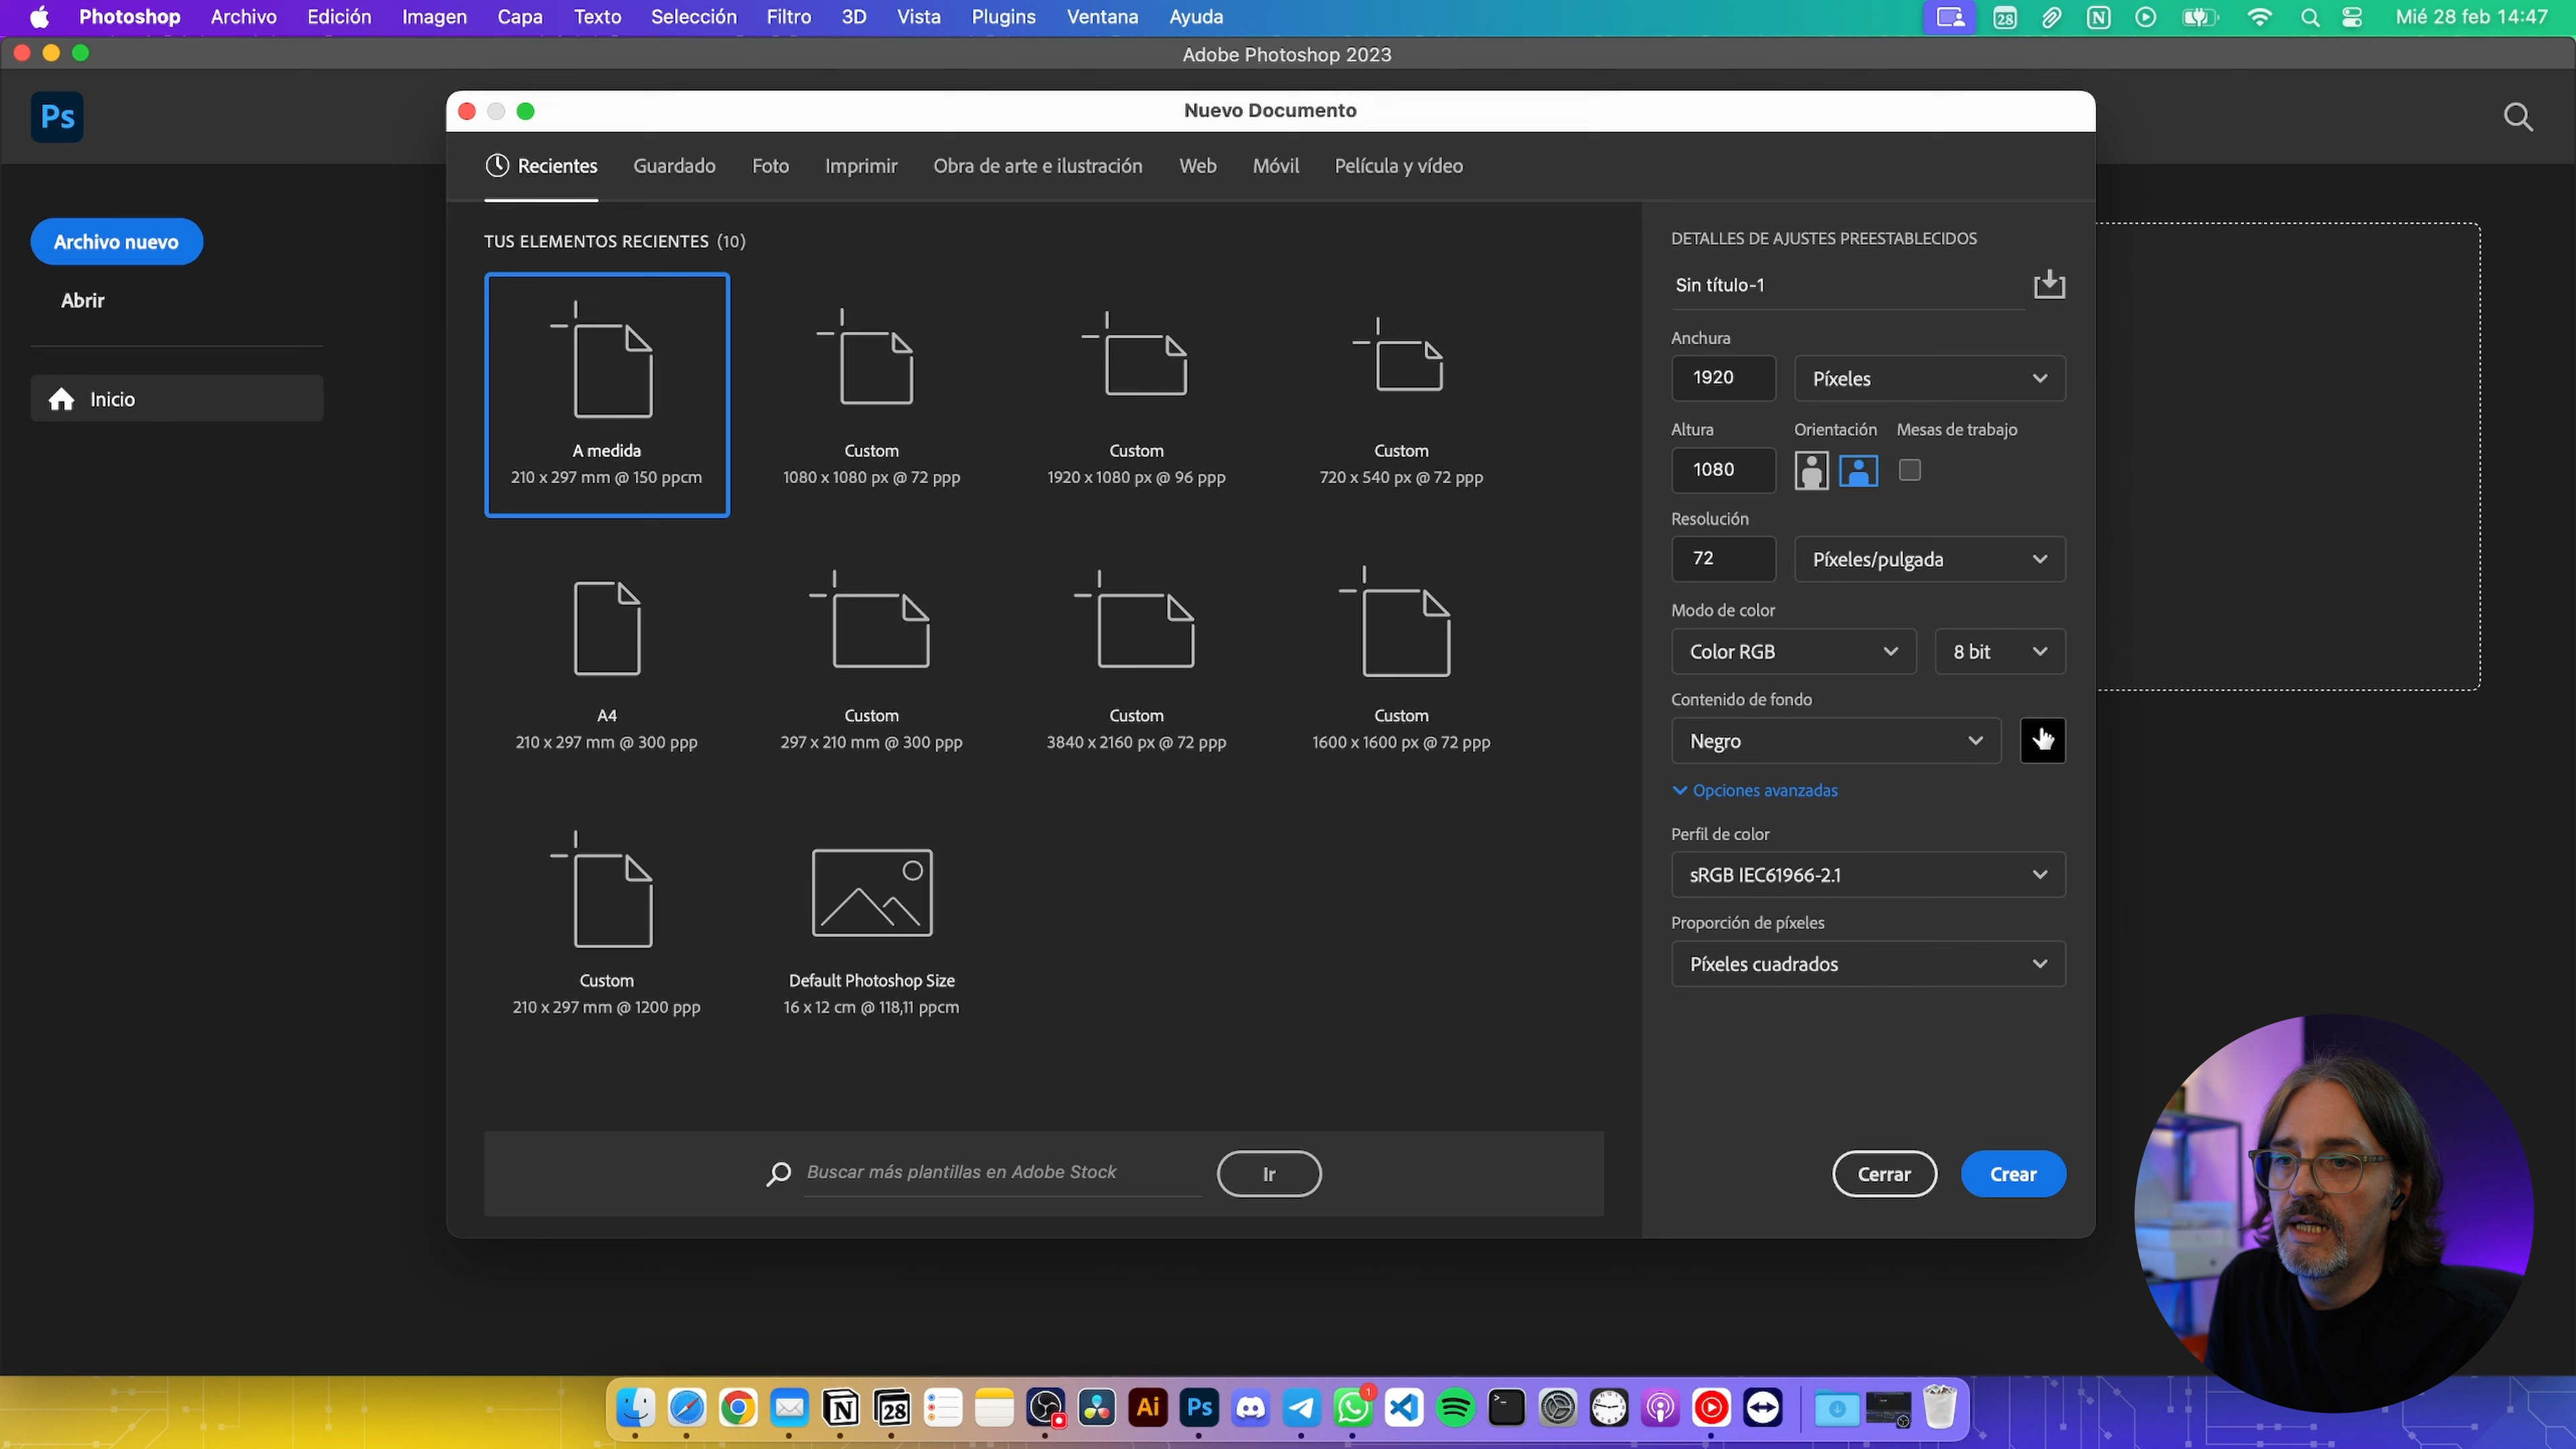 Photoshop Archivo Edición Imagen Capa Texto Selección Filtro 3D Vista Plugins Ventana Ayuda 28 N Mié 28 feb 14:47
Adobe Photoshop 2023
Ps
Archivo nuevo
Abrir
Inicio
Nuevo Documento
Recientes Guardado Foto Imprimir Obra de arte e ilustración Web Móvil Película y vídeo
TUS ELEMENTOS RECIENTES (10)
A medida
210 x 297 mm @ 150 ppcm
Custom
1080 x 1080 px @ 72 ppp
Custom
1920 x 1080 px @ 96 ppp
Custom
720 x 540 px @ 72 ppp
A4
210 x 297 mm @ 300 ppp
Custom
297 x 210 mm @ 300 ppp
Custom
3840 x 2160 px @ 72 ppp
Custom
1600 x 1600 px @ 72 ppp
Custom
210 x 297 mm @ 1200 ppp
Default Photoshop Size
16 x 12 cm @ 118,11 ppcm
Buscar más plantillas en Adobe Stock
Ir
DETALLES DE AJUSTES PREESTABLECIDOS
Sin título-1
Anchura
1920 Píxeles
Altura Orientación Mesas de trabajo
1080
Resolución
72 Píxeles/pulgada
Modo de color
Color RGB 8 bit
Contenido de fondo
Negro
Opciones avanzadas
Perfil de color
sRGB IEC61966-2.1
Proporción de píxeles
Píxeles cuadrados
Cerrar Crear
N 28 Ai Ps 1